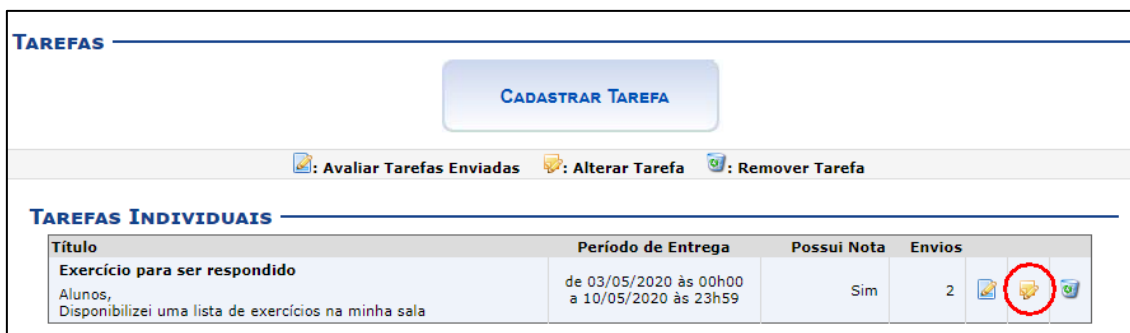 TAREFAS
CADASTRAR TAREFA
: Avaliar Tarefas Enviadas : Alterar Tarefa : Remover Tarefa
TAREFAS INDIVIDUAIS
Título Período de Entrega Possui Nota Envios
Exercício para ser respondido
Alunos,
Disponibilizei uma lista de exercícios na minha sala
de 03/05/2020 às 00h00
a 10/05/2020 às 23h59
Sim 2